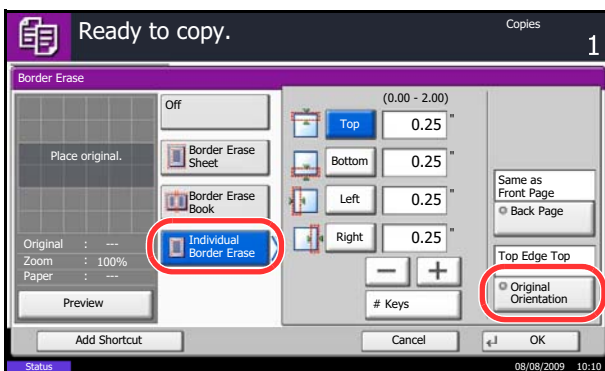 Ready to copy.
Copies
1
Border Erase
Place original.
Original : ---
Zoom : 100%
Paper : ---
Preview
Off
Border Erase
Sheet
Border Erase
Book
Individual
Border Erase
(0.00 - 2.00)
Top 0.25 "
Bottom 0.25 "
Left 0.25 "
Right 0.25 "
− +
# Keys
Same as
Front Page
Back Page
Top Edge Top
Original
Orientation
Add Shortcut
Cancel
OK
Status
08/08/2009 10:10